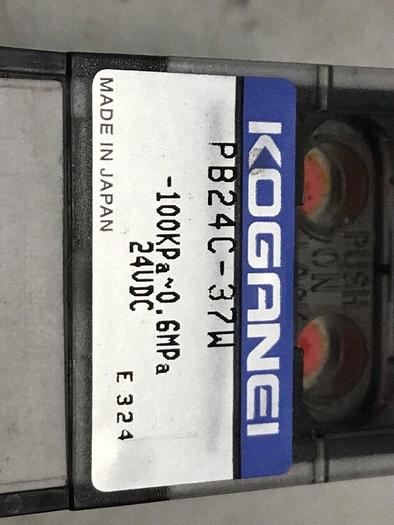 KOGANEI
PB24C-37W
-100KPa~0.6MPa
24VDC
E 324
MADE IN JAPAN
PUSH
ON